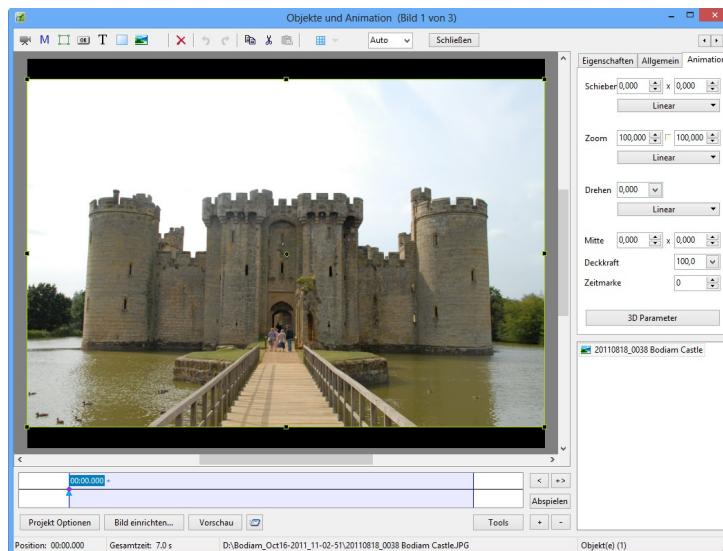 Objekte und Animation (Bild 1 von 3)
M OK T Auto Schließen
Eigenschaften Allgemein Animation
Schieber 0,000 x 0,000
Linear
Zoom 100,000 100,000
Linear
Drehen 0,000
Linear
Mitte 0,000 x 0,000
Deckkraft 100,0
Zeitmarke 0
3D Parameter
20110818_0038 Bodiam Castle
00:00.000
< +>
Abspielen
Projekt Optionen Bild einrichten... Vorschau Tools + -
Position: 00:00.000 Gesamtzeit: 7.0 s D:\Bodiam_Oct16-2011_11-02-51\20110818_0038 Bodiam Castle.JPG Objekt(e) (1)